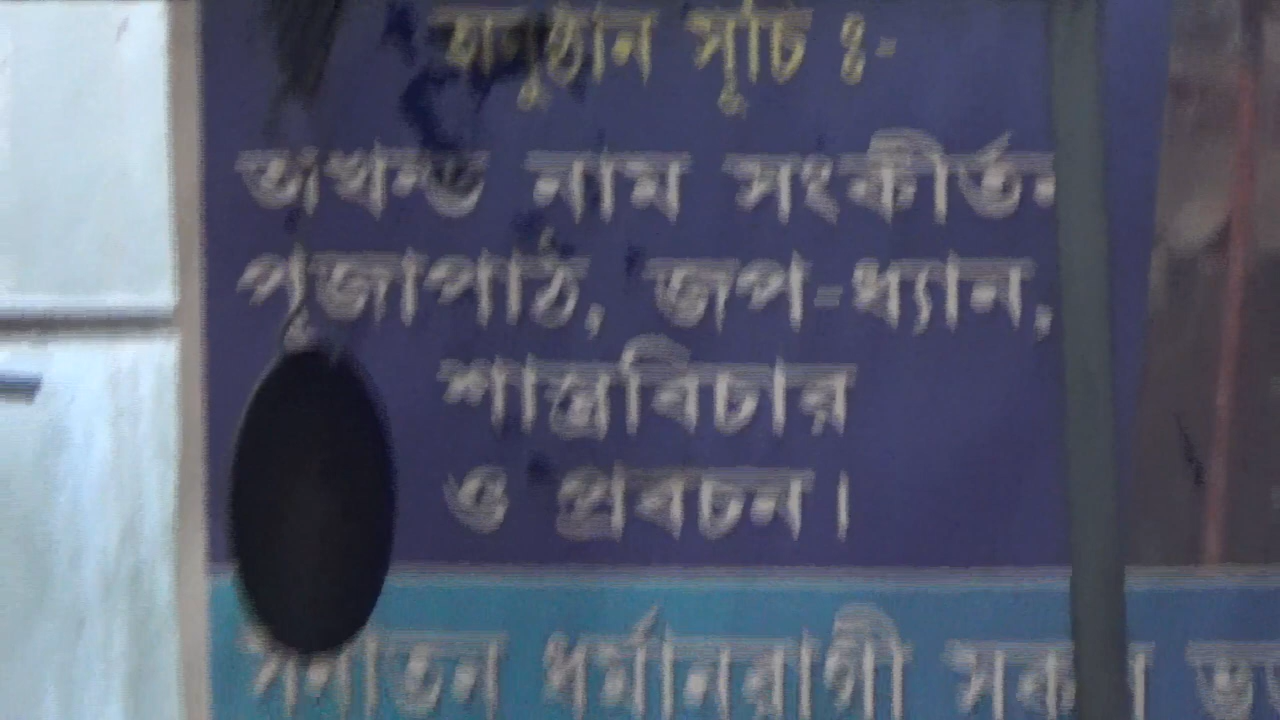 অনুষ্ঠান সূচি ঃ-
অখন্ড নাম সংকীর্তন
পূজাপাঠ, জপ-ধ্যান,
শাস্ত্রবিচার
ও প্রবচন।
সনাতন ধর্মানুরাগী সকল